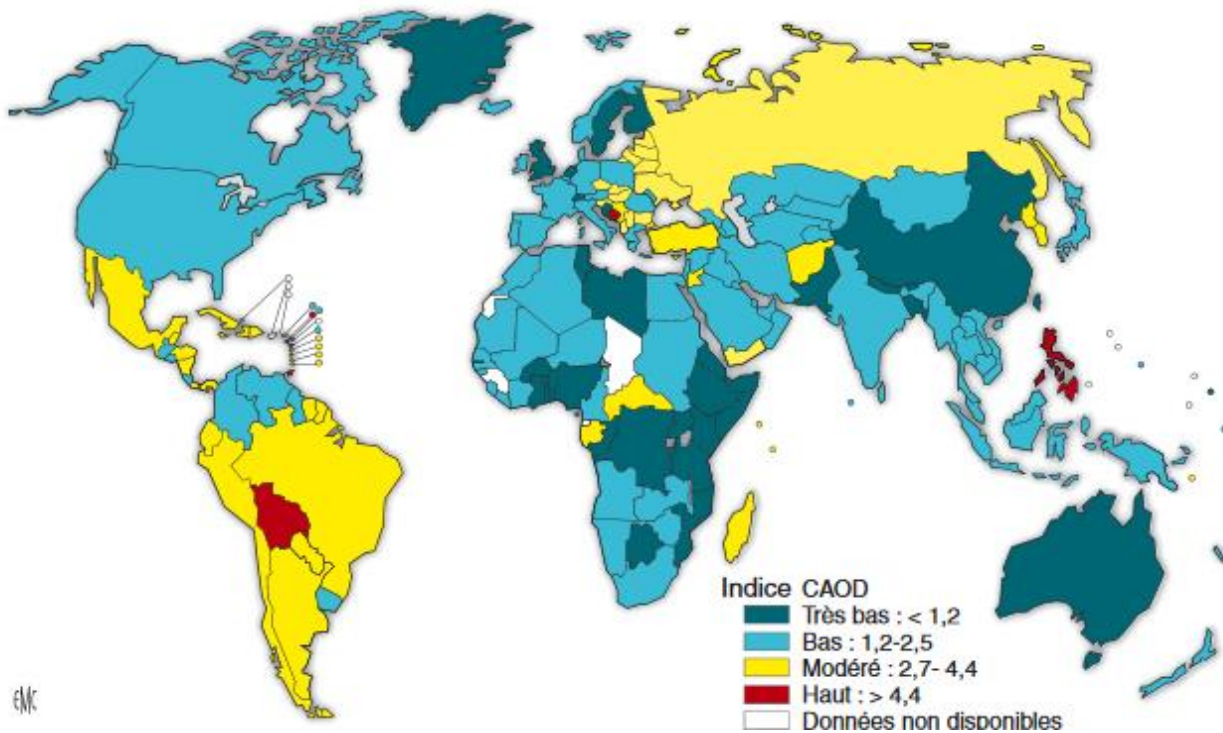 Indice CAOD
Très bas : < 1,2
Bas : 1,2-2,5
Modéré : 2,7- 4,4
Haut : > 4,4
Données non disponibles
EMC